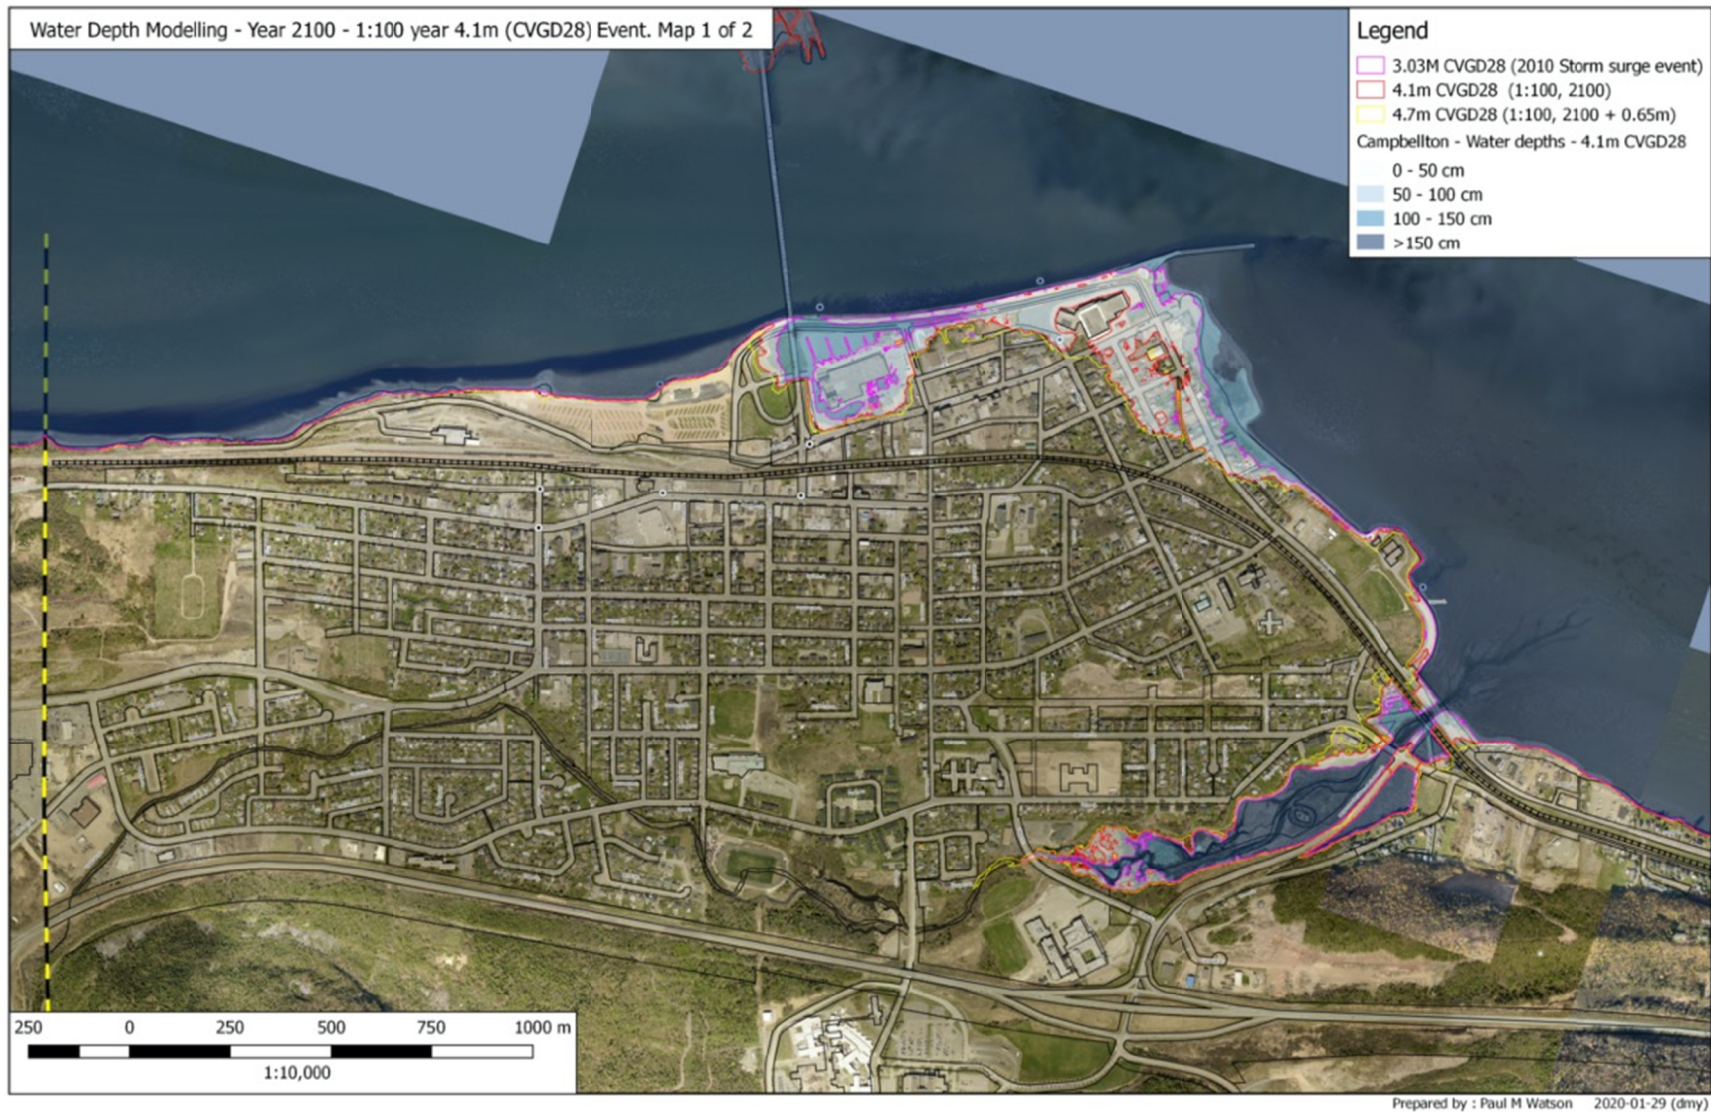 Water Depth Modelling - Year 2100 - 1:100 year 4.1m (CVGD28) Event. Map 1 of 2
Legend
3.03M CVGD28 (2010 Storm surge event)
4.1m CVGD28 (1:100, 2100)
4.7m CVGD28 (1:100, 2100 + 0.65m)
Campbellton - Water depths - 4.1m CVGD28
0 - 50 cm
50 - 100 cm
100 - 150 cm
>150 cm
250 0 250 500 750 1000 m
1:10,000
Prepared by : Paul M Watson 2020-01-29 (dmy)